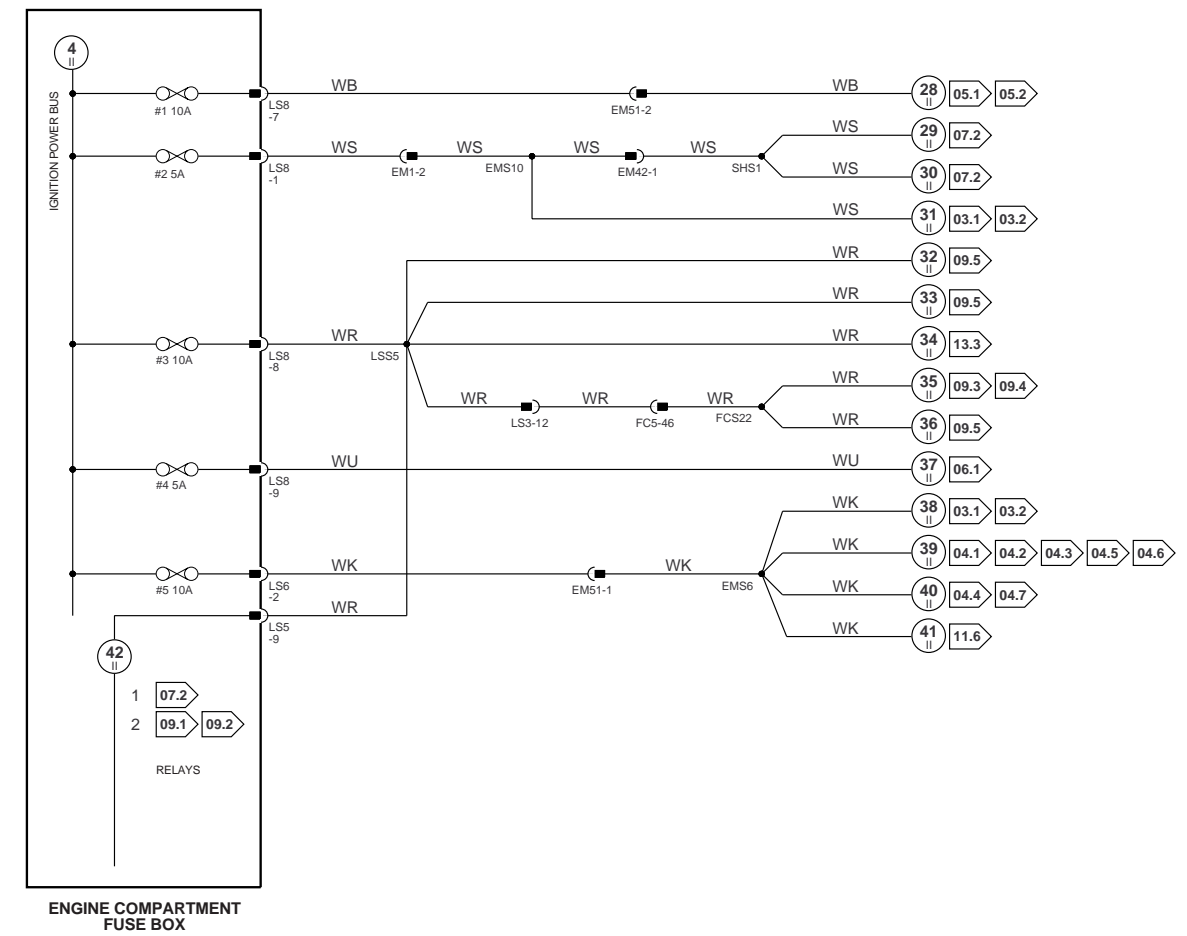 4
II
IGNITION POWER BUS
#1 10A
LS8
-7
WB
EM51-2
WB
28
II
05.1
05.2
WS
29
II
07.2
#2 5A
LS8
-1
WS
EM1-2
WS
EMS10
WS
EM42-1
WS
SHS1
WS
30
II
07.2
WS
31
II
03.1
03.2
WR
32
II
09.5
WR
33
II
09.5
#3 10A
LS8
-8
WR
LSS5
WR
34
II
13.3
WR
35
II
09.3
09.4
WR
LS3-12
WR
FC5-46
WR
FCS22
WR
36
II
09.5
#4 5A
LS8
-9
WU
WU
37
II
06.1
WK
38
II
03.1
03.2
WK
39
II
04.1
04.2
04.3
04.5
04.6
#5 10A
LS6
-2
WK
EM51-1
WK
EMS6
WK
40
II
04.4
04.7
LS5
-9
WR
WK
41
II
11.6
42
II
1 07.2
2 09.1 09.2
RELAYS
ENGINE COMPARTMENT
FUSE BOX